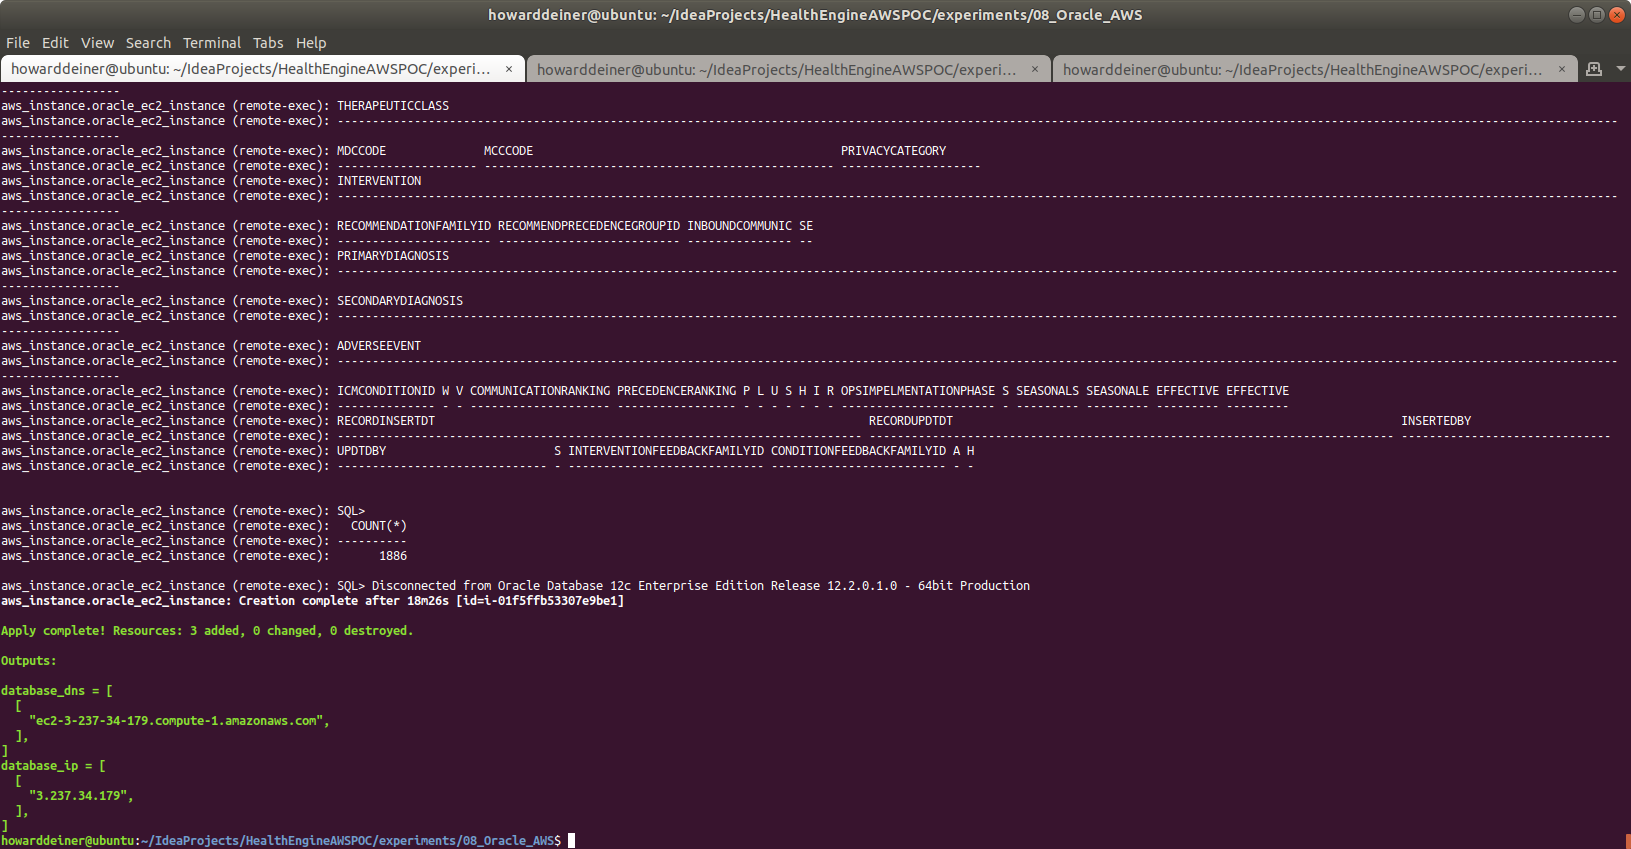 howarddeiner@ubuntu: ~/IdeaProjects/HealthEngineAWSPOC/experiments/08_Oracle_AWS
File Edit View Search Terminal Tabs Help
howarddeiner@ubuntu: ~/IdeaProjects/HealthEngineAWSPOC/experi... × howarddeiner@ubuntu: ~/IdeaProjects/HealthEngineAWSPOC/experi... × howarddeiner@ubuntu: ~/IdeaProjects/HealthEngineAWSPOC/experi... ×
-----------------
aws_instance.oracle_ec2_instance (remote-exec): THERAPEUTICCLASS
aws_instance.oracle_ec2_instance (remote-exec): ---------------------------------------------------------------------------------------------------------------------------------------------------------------------------------------
-----------------
aws_instance.oracle_ec2_instance (remote-exec): MDCCODE              MCCCODE                                            PRIVACYCATEGORY
aws_instance.oracle_ec2_instance (remote-exec): -------------------- -------------------------------------------------- --------------------
aws_instance.oracle_ec2_instance (remote-exec): INTERVENTION
aws_instance.oracle_ec2_instance (remote-exec): ---------------------------------------------------------------------------------------------------------------------------------------------------------------------------------------
-----------------
aws_instance.oracle_ec2_instance (remote-exec): RECOMMENDATIONFAMILYID RECOMMENDPRECEDENCEGROUPID INBOUNDCOMMUNIC SE
aws_instance.oracle_ec2_instance (remote-exec): ---------------------- -------------------------- --------------- --
aws_instance.oracle_ec2_instance (remote-exec): PRIMARYDIAGNOSIS
aws_instance.oracle_ec2_instance (remote-exec): ---------------------------------------------------------------------------------------------------------------------------------------------------------------------------------------
-----------------
aws_instance.oracle_ec2_instance (remote-exec): SECONDARYDIAGNOSIS
aws_instance.oracle_ec2_instance (remote-exec): ---------------------------------------------------------------------------------------------------------------------------------------------------------------------------------------
-----------------
aws_instance.oracle_ec2_instance (remote-exec): ADVERSEEVENT
aws_instance.oracle_ec2_instance (remote-exec): ---------------------------------------------------------------------------------------------------------------------------------------------------------------------------------------
-----------------
aws_instance.oracle_ec2_instance (remote-exec): ICMCONDITIONID W V COMMUNICATIONRANKING PRECEDENCERANKING P L U S H I R OPSIMPELMENTATIONPHASE S SEASONALS SEASONALE EFFECTIVE EFFECTIVE
aws_instance.oracle_ec2_instance (remote-exec): -------------- - - -------------------- ----------------- - - - - - - - ---------------------- - --------- --------- --------- ---------
aws_instance.oracle_ec2_instance (remote-exec): RECORDINSERTDT                                                              RECORDUPDTDT                                                                INSERTEDBY
aws_instance.oracle_ec2_instance (remote-exec): --------------------------------------------------------------------------- --------------------------------------------------------------------------- ------------------------------
aws_instance.oracle_ec2_instance (remote-exec): UPDTDBY                        S INTERVENTIONFEEDBACKFAMILYID CONDITIONFEEDBACKFAMILYID A H
aws_instance.oracle_ec2_instance (remote-exec): ------------------------------ - ---------------------------- ------------------------- - -
aws_instance.oracle_ec2_instance (remote-exec): SQL>
aws_instance.oracle_ec2_instance (remote-exec):   COUNT(*)
aws_instance.oracle_ec2_instance (remote-exec): ----------
aws_instance.oracle_ec2_instance (remote-exec):       1886
aws_instance.oracle_ec2_instance (remote-exec): SQL> Disconnected from Oracle Database 12c Enterprise Edition Release 12.2.0.1.0 - 64bit Production
aws_instance.oracle_ec2_instance: Creation complete after 18m26s [id=i-01f5ffb53307e9be1]
Apply complete! Resources: 3 added, 0 changed, 0 destroyed.
Outputs:
database_dns = [
  [
    "ec2-3-237-34-179.compute-1.amazonaws.com",
  ],
]
database_ip = [
  [
    "3.237.34.179",
  ],
]
howarddeiner@ubuntu:~/IdeaProjects/HealthEngineAWSPOC/experiments/08_Oracle_AWS$